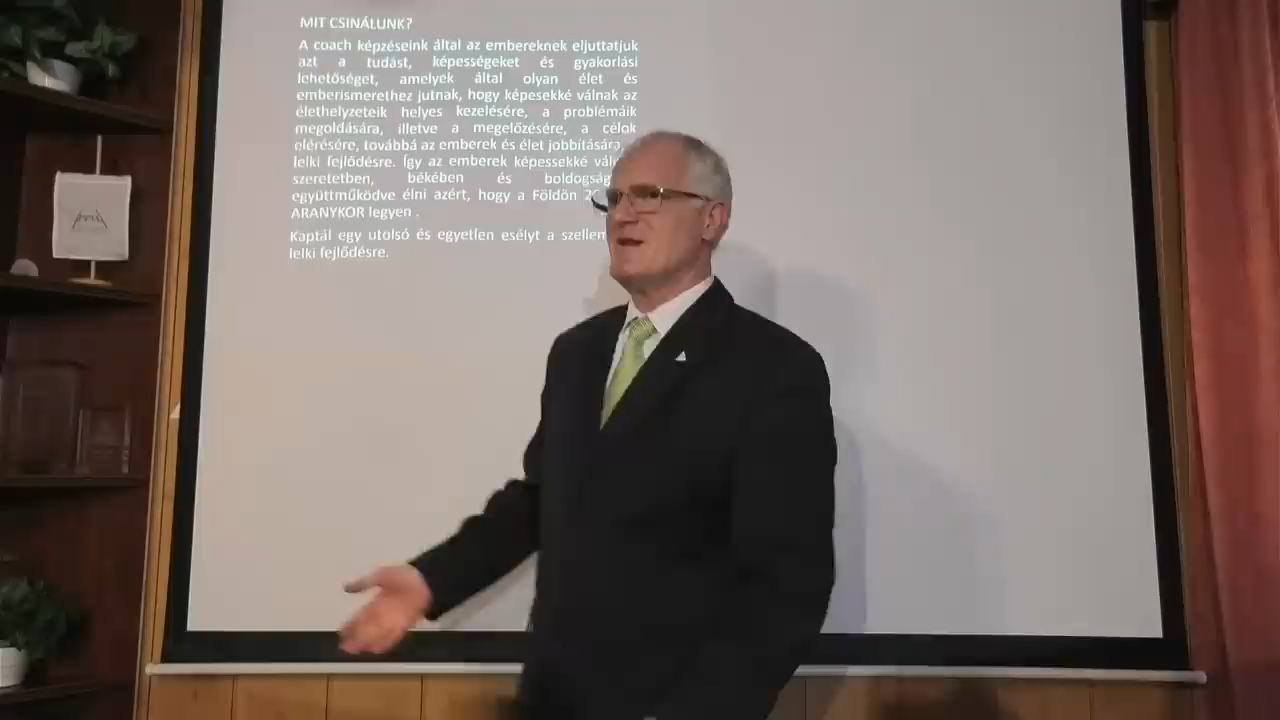 MIT CSINÁLUNK?
A coach képzéseink által az embereknek eljuttatjuk
azt a tudást, képességeket és gyakorlási
lehetőséget, amelyek által olyan élet és
emberismerethez jutnak, hogy képesekké válnak az
élethelyzeteik helyes kezelésére, a problémáik
megoldására, illetve a megelőzésére, a célok
elérésére, továbbá az emberek és élet jobbítására,
lelki fejlődésre. Így az emberek képessekké
szeretetben, békében és
együttműködve élni azért, hogy a Földön
ARANYKOR legyen .
Kaptál egy utolsó és egyetlen esélyt a
lelki fejlődésre.